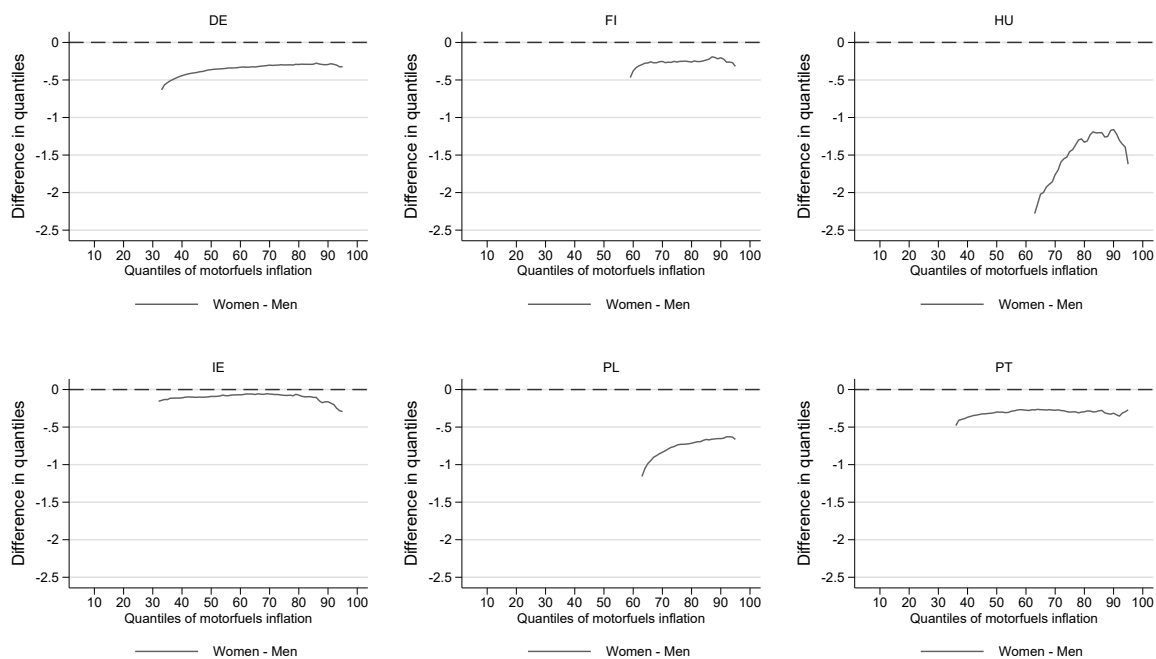 DE
Difference in quantiles
0
-.5
-1
-1.5
-2
-2.5
10 20 30 40 50 60 70 80 90 100
Quantiles of motorfuels inflation
Women - Men
FI
Difference in quantiles
0
-.5
-1
-1.5
-2
-2.5
10 20 30 40 50 60 70 80 90 100
Quantiles of motorfuels inflation
Women - Men
HU
Difference in quantiles
0
-.5
-1
-1.5
-2
-2.5
10 20 30 40 50 60 70 80 90 100
Quantiles of motorfuels inflation
Women - Men
IE
Difference in quantiles
0
-.5
-1
-1.5
-2
-2.5
10 20 30 40 50 60 70 80 90 100
Quantiles of motorfuels inflation
Women - Men
PL
Difference in quantiles
0
-.5
-1
-1.5
-2
-2.5
10 20 30 40 50 60 70 80 90 100
Quantiles of motorfuels inflation
Women - Men
PT
Difference in quantiles
0
-.5
-1
-1.5
-2
-2.5
10 20 30 40 50 60 70 80 90 100
Quantiles of motorfuels inflation
Women - Men